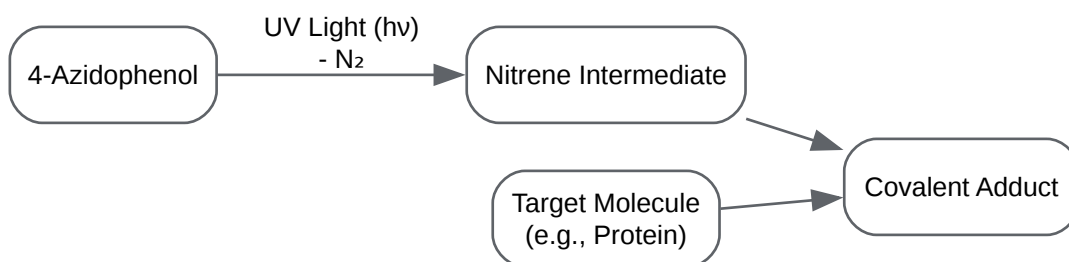 UV Light (hν)
- N₂
4-Azidophenol
Nitrene Intermediate
Covalent Adduct
Target Molecule
(e.g., Protein)